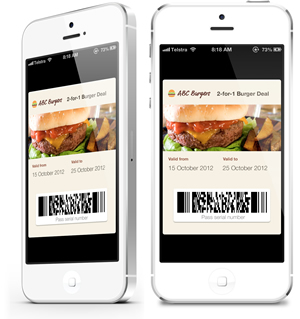 Telstra 8:18 AM 73%
ABC Burgers 2-for-1 Burger Deal
Valid from Valid to
15 October 2012 25 October 2012
Pass serial number
Telstra 8:18 AM 73%
ABC Burgers 2-for-1 Burger Deal
Valid from Valid to
15 October 2012 25 October 2012
Pass serial number